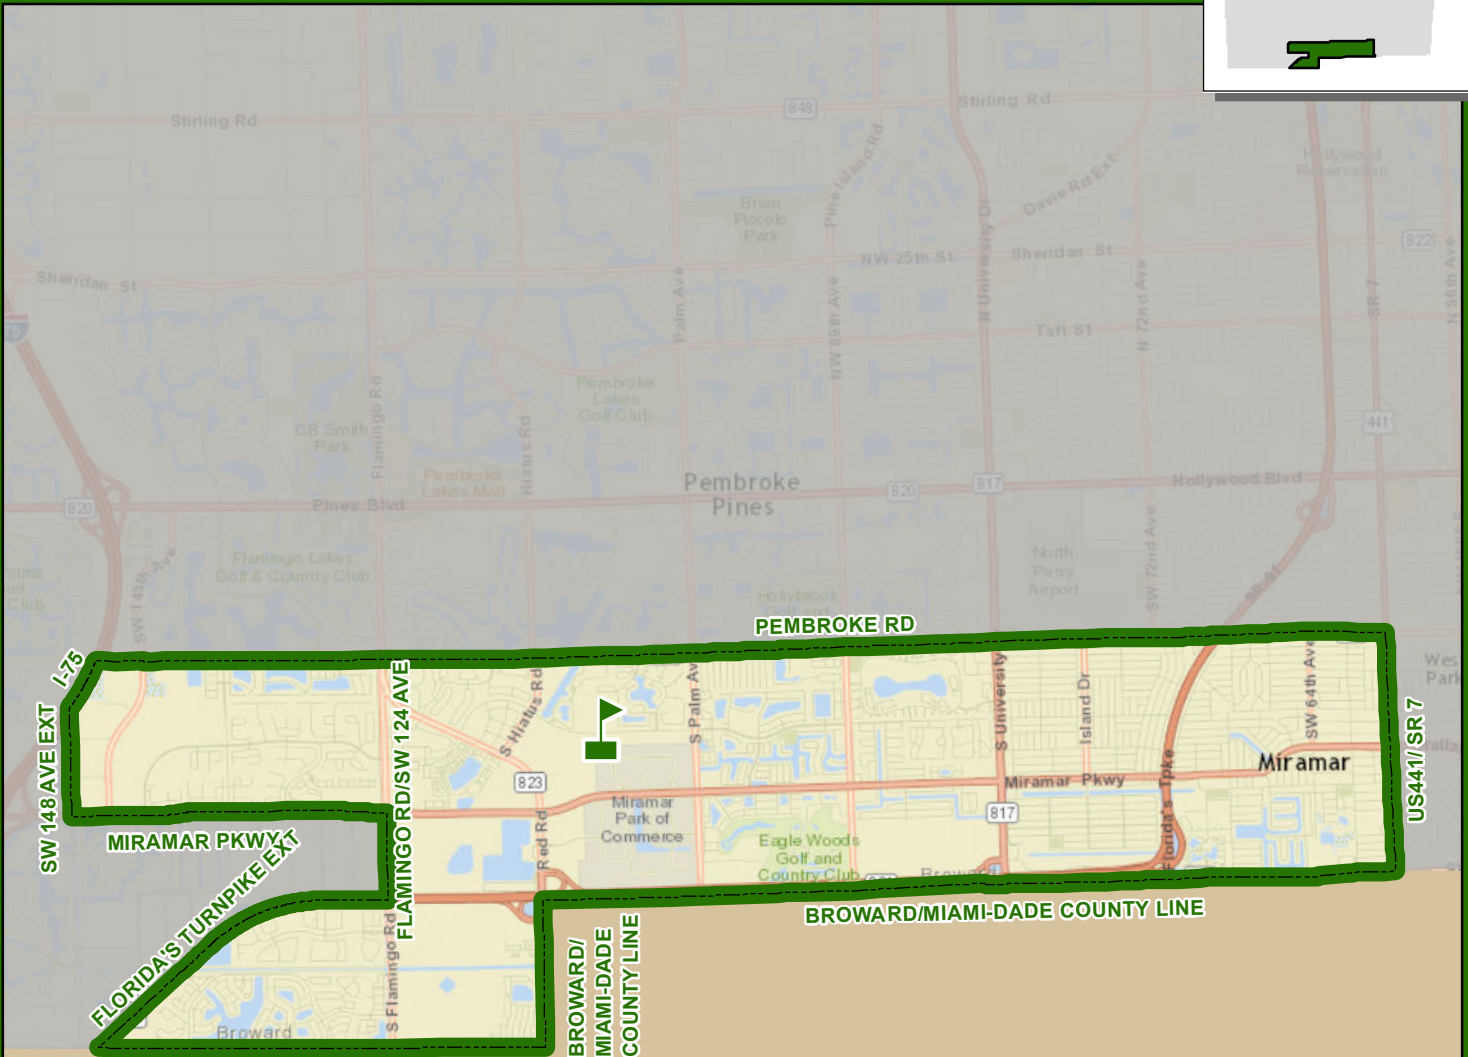 848
Stirling Rd
Stirling Rd
Hollywood
Reservation
Pine Island Rd
Davie Rd Ext
Brian
Piccolo
Park
N University Dr
822
NW 25th St
Sheridan St
Sheridan St
N 56th Ave
SR-7
Palm Ave
NW 89th Ave
N 72nd Ave
Taft St
75
Pembroke
Lakes
Golf Club
Flamingo Rd
Hiatus Rd
CB Smith
Park
441
Pembroke
Lakes Mall
Pembroke
Pines
820
817
Hollywood Blvd
820
Pines Blvd
SW 145th Ave
Flamingo Lakes
Golf & Country Club
North
Perry
Airport
SW 72nd Ave
SR-91
Hollybrook
Golf and
PEMBROKE RD
I-75
S Hiatus Rd
S Palm Av
S University
Island Dr
SW 64th Ave
SW 148 AVE EXT
FLAMINGO RD/SW 124 AVE
US441/ SR 7
Miramar
Miramar Pkwy
823
Florida's Tpke
817
Miramar
Park of
Commerce
Red Rd
MIRAMAR PKWY
Eagle Woods
Golf and
Country Club
Broward
FLORIDA'S TURNPIKE EXT
BROWARD/MIAMI-DADE COUNTY LINE
S Flamingo Rd
BROWARD/
MIAMI-DADE
COUNTY LINE
Broward